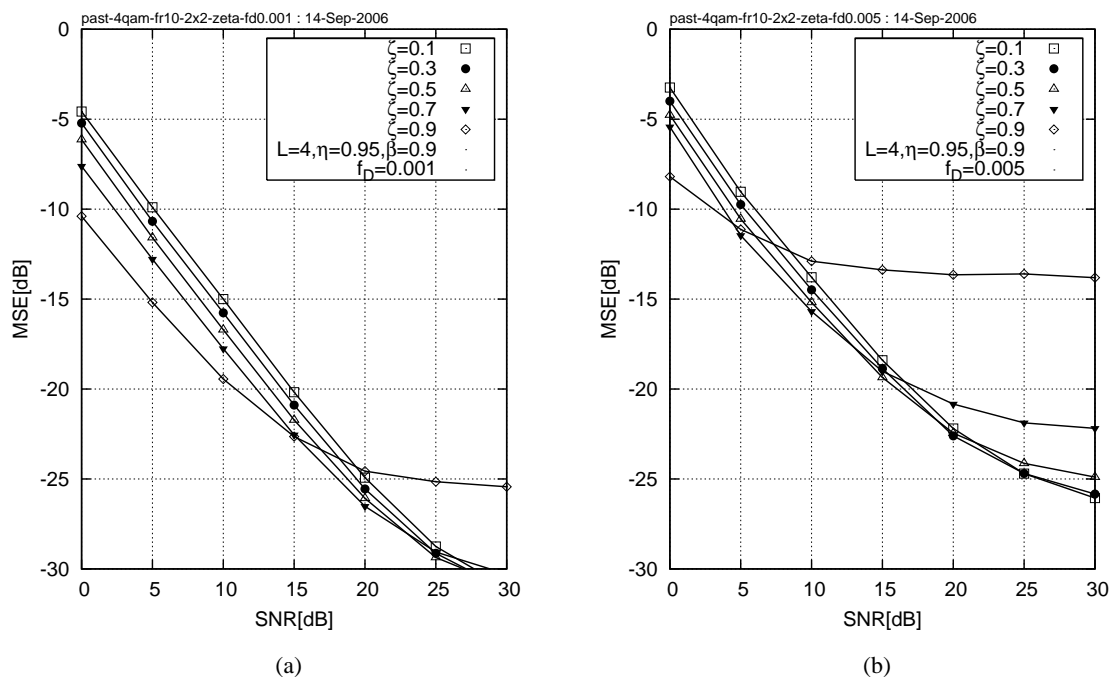 past-4qam-fr10-2x2-zeta-fd0.001 : 14-Sep-2006
0
-5
-10
-15
-20
-25
-30
MSE[dB]
0 5 10 15 20 25 30
SNR[dB]
ζ=0.1
ζ=0.3
ζ=0.5
ζ=0.7
ζ=0.9
L=4,η=0.95,β=0.9
f_D=0.001
(a)
past-4qam-fr10-2x2-zeta-fd0.005 : 14-Sep-2006
0
-5
-10
-15
-20
-25
-30
MSE[dB]
0 5 10 15 20 25 30
SNR[dB]
ζ=0.1
ζ=0.3
ζ=0.5
ζ=0.7
ζ=0.9
L=4,η=0.95,β=0.9
f_D=0.005
(b)